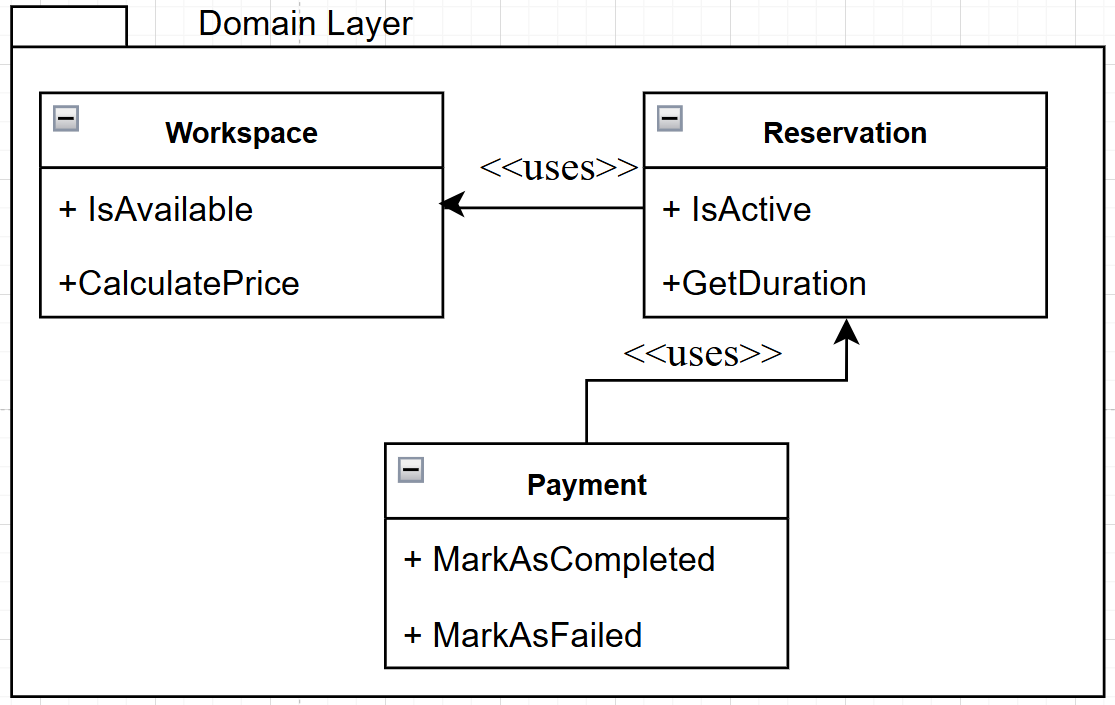 Domain Layer
Workspace
+ IsAvailable
+CalculatePrice
<<uses>>
Reservation
+ IsActive
+GetDuration
<<uses>>
Payment
+ MarkAsCompleted
+ MarkAsFailed